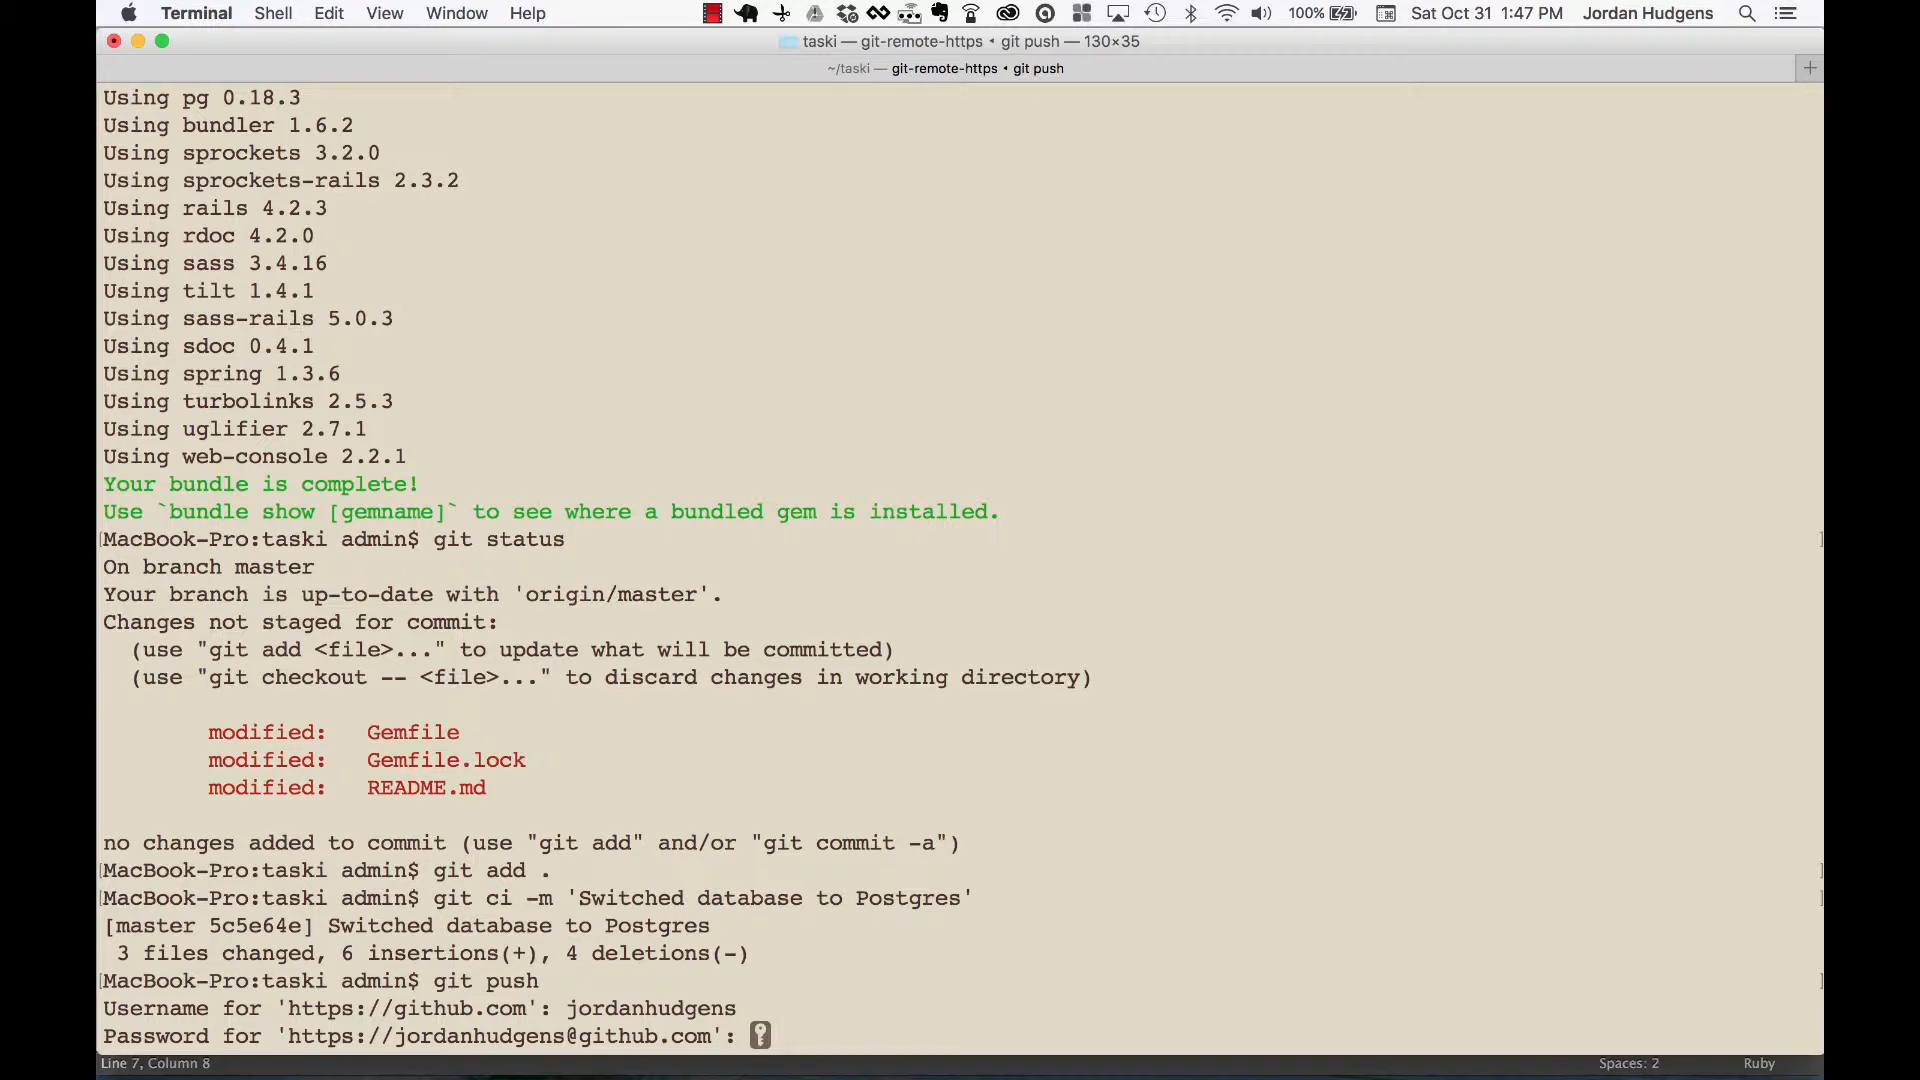 Terminal Shell Edit View Window Help 100% Sat Oct 31 1:47 PM Jordan Hudgens
taski — git-remote-https • git push — 130×35
~/taski — git-remote-https • git push
Using pg 0.18.3
Using bundler 1.6.2
Using sprockets 3.2.0
Using sprockets-rails 2.3.2
Using rails 4.2.3
Using rdoc 4.2.0
Using sass 3.4.16
Using tilt 1.4.1
Using sass-rails 5.0.3
Using sdoc 0.4.1
Using spring 1.3.6
Using turbolinks 2.5.3
Using uglifier 2.7.1
Using web-console 2.2.1
Your bundle is complete!
Use `bundle show [gemname]` to see where a bundled gem is installed.
[MacBook-Pro:taski admin$ git status ]
On branch master
Your branch is up-to-date with 'origin/master'.
Changes not staged for commit:
  (use "git add <file>..." to update what will be committed)
  (use "git checkout -- <file>..." to discard changes in working directory)
        modified:   Gemfile
        modified:   Gemfile.lock
        modified:   README.md
no changes added to commit (use "git add" and/or "git commit -a")
[MacBook-Pro:taski admin$ git add . ]
[MacBook-Pro:taski admin$ git ci -m 'Switched database to Postgres' ]
[master 5c5e64e] Switched database to Postgres
 3 files changed, 6 insertions(+), 4 deletions(-)
[MacBook-Pro:taski admin$ git push ]
Username for 'https://github.com': jordanhudgens
Password for 'https://jordanhudgens@github.com':
Line 7, Column 8 Spaces: 2 Ruby